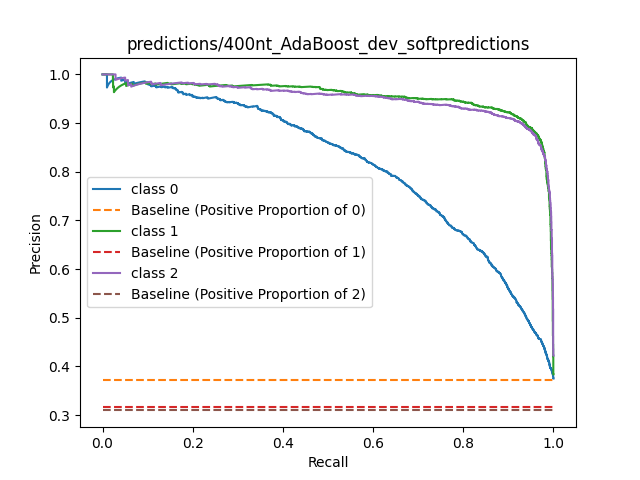 predictions/400nt_AdaBoost_dev_softpredictions
1.0
0.9
0.8
0.7
0.6
0.5
0.4
0.3
Precision
class 0
Baseline (Positive Proportion of 0)
class 1
Baseline (Positive Proportion of 1)
class 2
Baseline (Positive Proportion of 2)
0.0 0.2 0.4 0.6 0.8 1.0
Recall